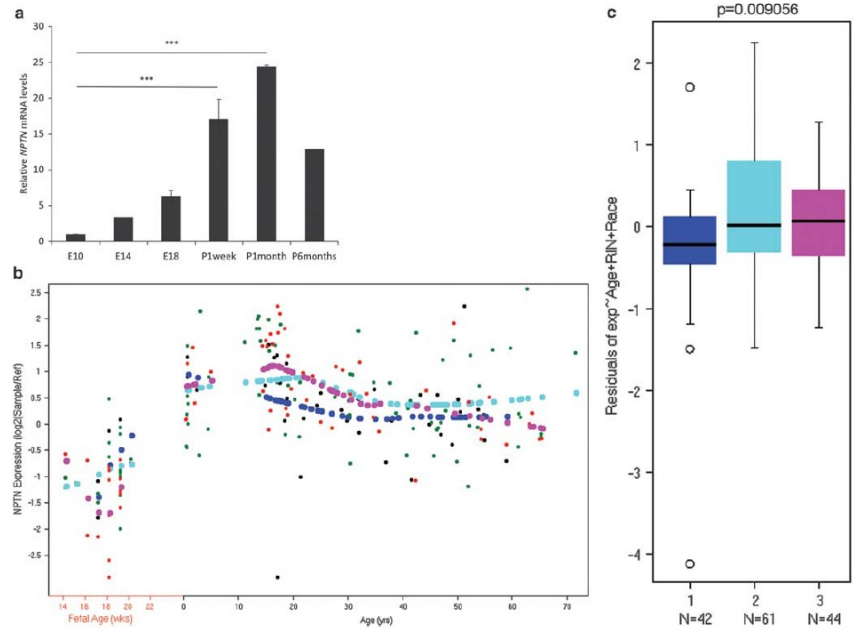 a
30
25
20
15
10
5
0
Relative NPTN mRNA levels
***
***
E10 E14 E18 P1week P1month P6months
b
2.5
2
1.5
1
0.5
0
-0.5
-1
-1.5
-2
-2.5
NPTN Expression (log2(Sample/Ref)
14 16 18 20 22
Fetal Age (wks)
0 10 20 30 40 50 60 70
Age (yrs)
c
p=0.009056
2
1
0
-1
-2
-3
-4
Residuals of exp~Age+RIN+Race
1 2 3
N=42 N=61 N=44